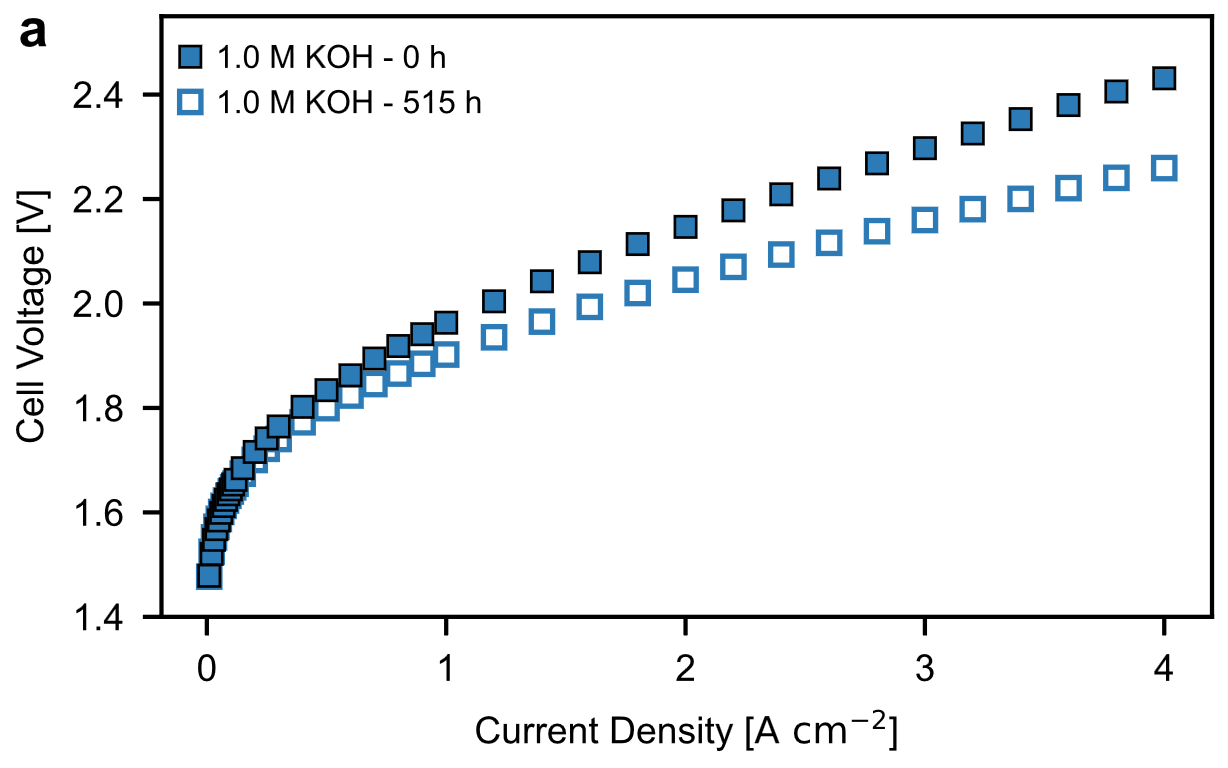 a
1.0 M KOH - 0 h
1.0 M KOH - 515 h
Cell Voltage [V]
2.4
2.2
2.0
1.8
1.6
1.4
0 1 2 3 4
Current Density [A cm⁻²]